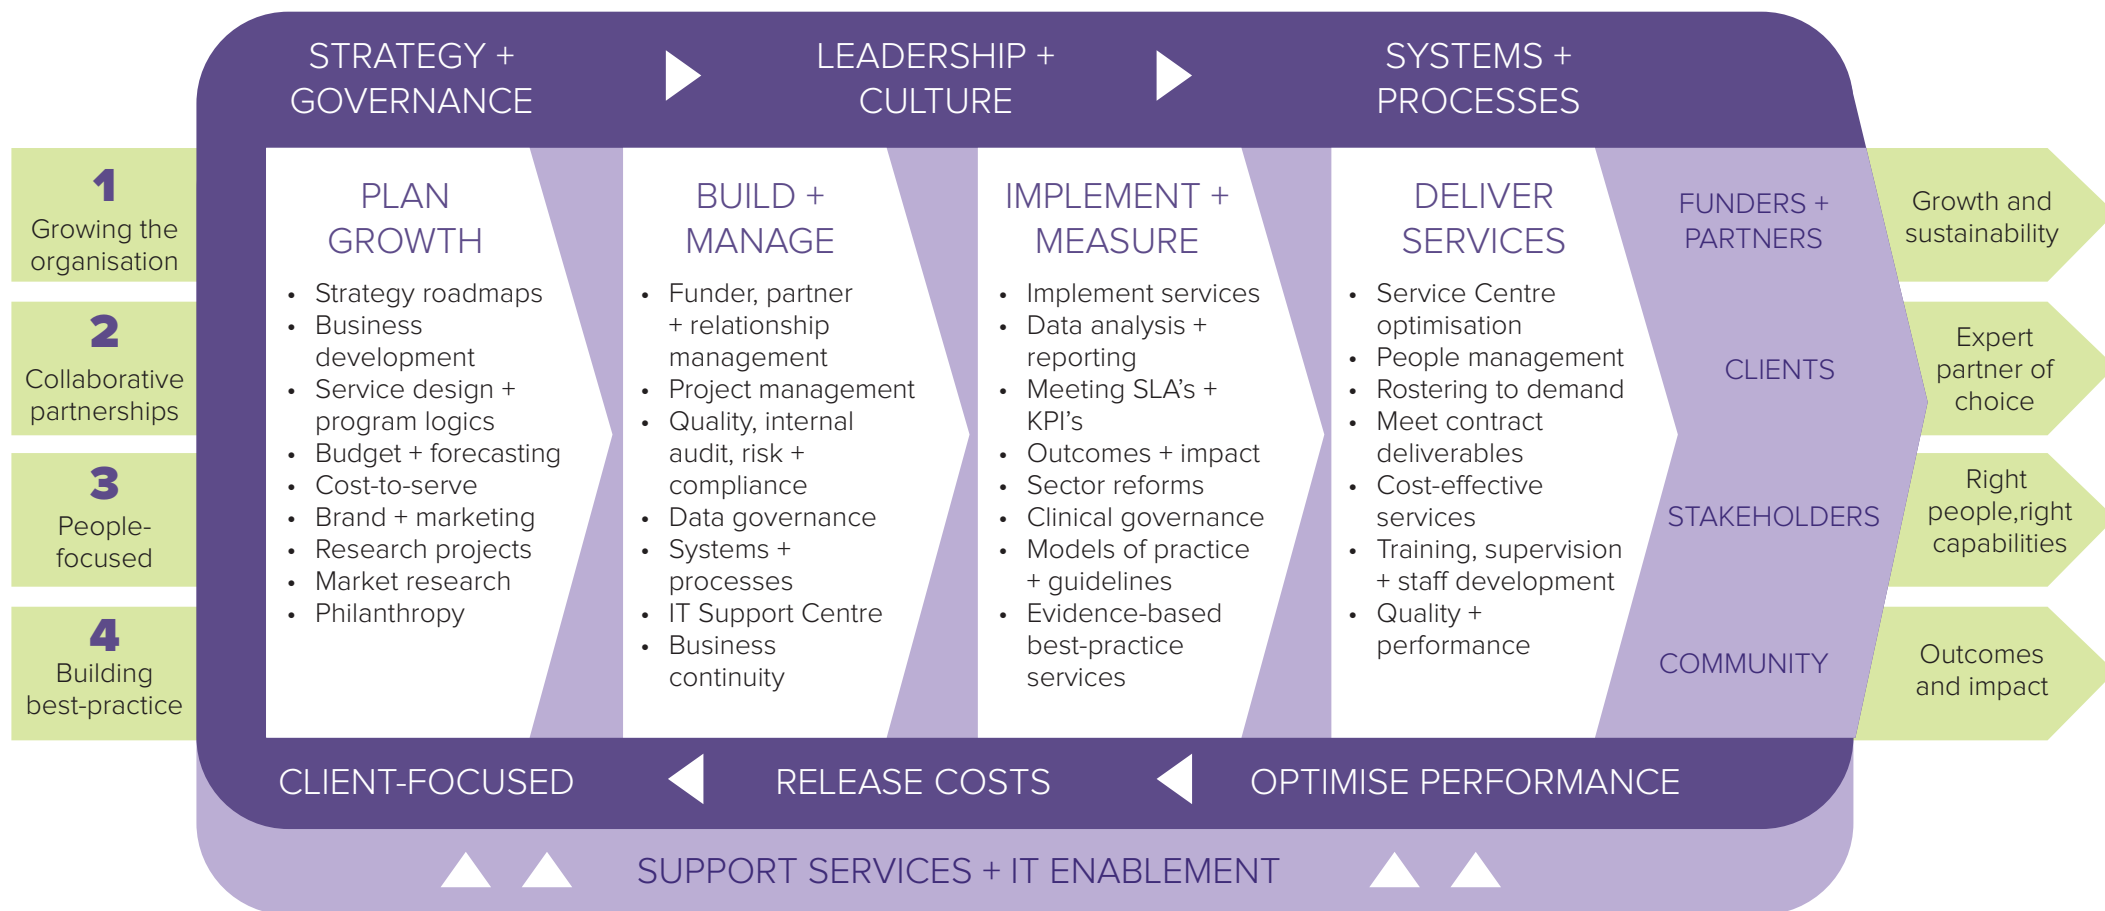 STRATEGY +
GOVERNANCE
LEADERSHIP +
CULTURE
SYSTEMS +
PROCESSES
1
Growing the
organisation
2
Collaborative
partnerships
3
People-
focused
4
Building
best-practice
PLAN
GROWTH
• Strategy roadmaps
• Business
development
• Service design +
program logics
• Budget + forecasting
• Cost-to-serve
• Brand + marketing
• Research projects
• Market research
• Philanthropy
BUILD +
MANAGE
• Funder, partner
+ relationship
management
• Project management
• Quality, internal
audit, risk +
compliance
• Data governance
• Systems +
processes
• IT Support Centre
• Business
continuity
IMPLEMENT +
MEASURE
• Implement services
• Data analysis +
reporting
• Meeting SLA's +
KPI's
• Outcomes + impact
• Sector reforms
• Clinical governance
• Models of practice
+ guidelines
• Evidence-based
best-practice
services
DELIVER
SERVICES
• Service Centre
optimisation
• People management
• Rostering to demand
• Meet contract
deliverables
• Cost-effective
services
• Training, supervision
+ staff development
• Quality +
performance
FUNDERS +
PARTNERS
CLIENTS
STAKEHOLDERS
COMMUNITY
Growth and
sustainability
Expert
partner of
choice
Right
people,right
capabilities
Outcomes
and impact
CLIENT-FOCUSED
RELEASE COSTS
OPTIMISE PERFORMANCE
SUPPORT SERVICES + IT ENABLEMENT